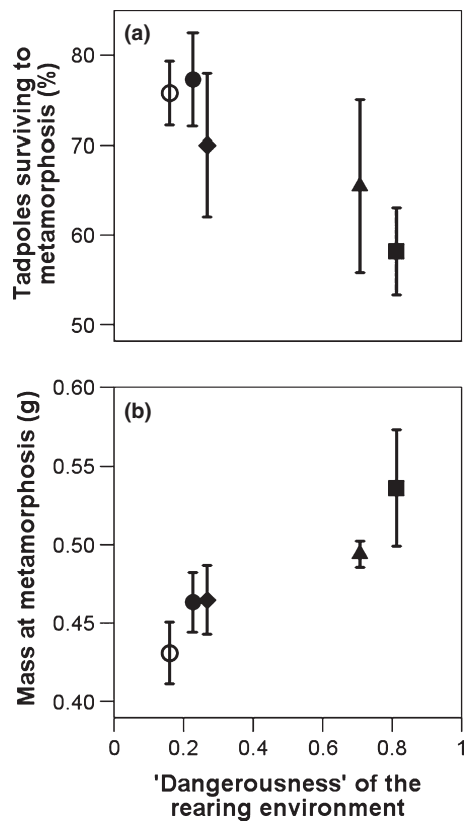 (a)
Tadpoles surviving to
metamorphosis (%)
80
70
60
50
(b)
Mass at metamorphosis (g)
0.60
0.55
0.50
0.45
0.40
0 0.2 0.4 0.6 0.8 1
'Dangerousness' of the
rearing environment